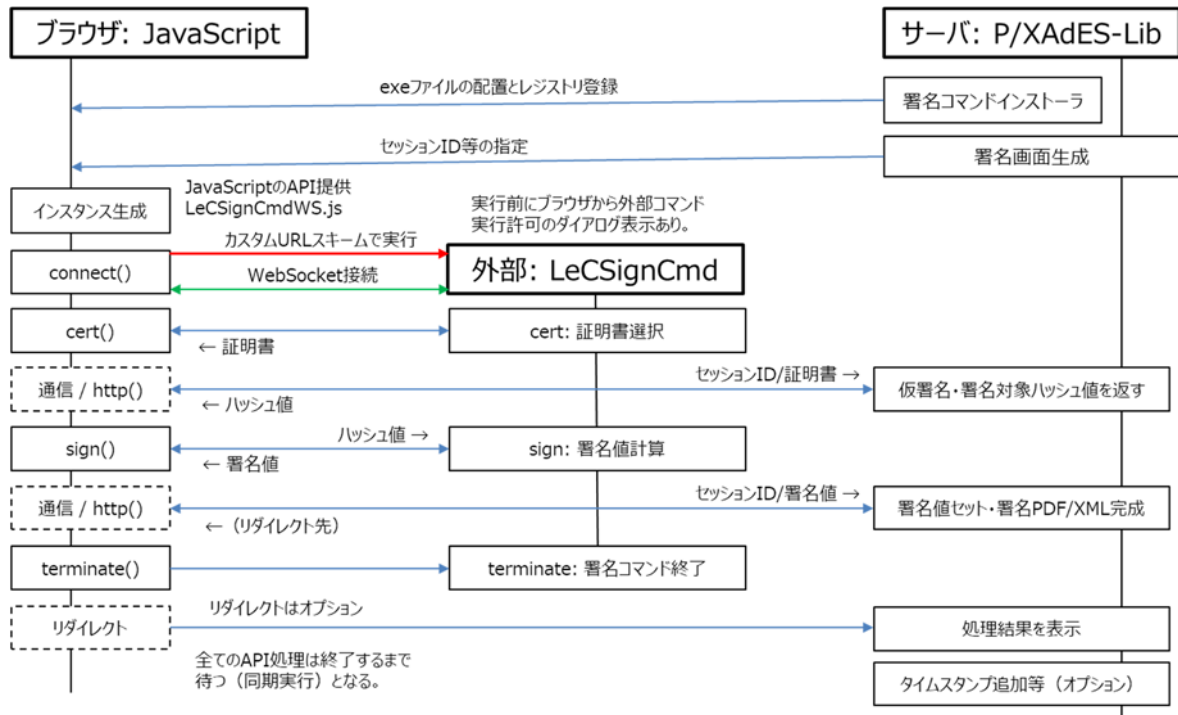 ブラウザ: JavaScript
サーバ: P/XAdES-Lib
exeファイルの配置とレジストリ登録
署名コマンドインストーラ
セッションID等の指定
署名画面生成
インスタンス生成
JavaScriptのAPI提供
LeCSignCmdWS.js
実行前にブラウザから外部コマンド
実行許可のダイアログ表示あり。
カスタムURLスキームで実行
connect()
WebSocket接続
外部: LeCSignCmd
cert()
← 証明書
cert: 証明書選択
通信 / http()
セッションID/証明書 →
← ハッシュ値
仮署名・署名対象ハッシュ値を返す
sign()
ハッシュ値 →
← 署名値
sign: 署名値計算
通信 / http()
セッションID/署名値 →
← (リダイレクト先)
署名値セット・署名PDF/XML完成
terminate()
terminate: 署名コマンド終了
リダイレクト
リダイレクトはオプション
処理結果を表示
全てのAPI処理は終了するまで
待つ(同期実行)となる。
タイムスタンプ追加等(オプション)